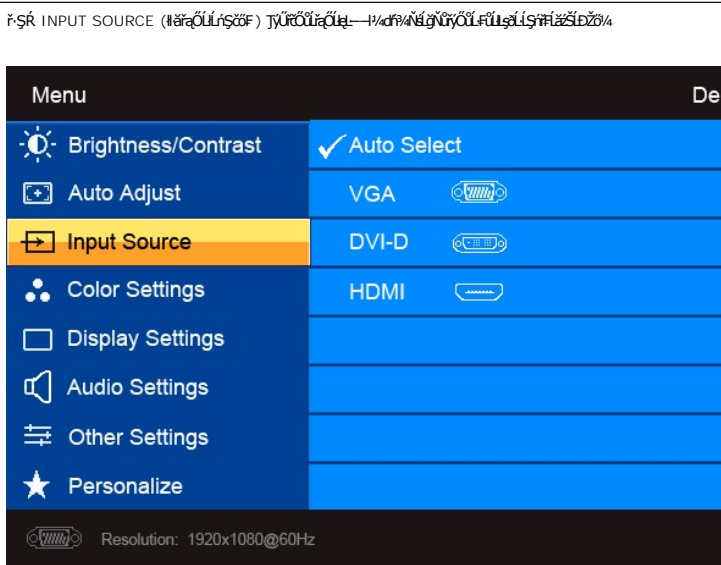 INPUT SOURCE
Menu
De
Brightness/Contrast
Auto Select
Auto Adjust
VGA
Input Source
DVI-D
Color Settings
HDMI
Display Settings
Audio Settings
Other Settings
Personalize
Resolution: 1920x1080@60Hz